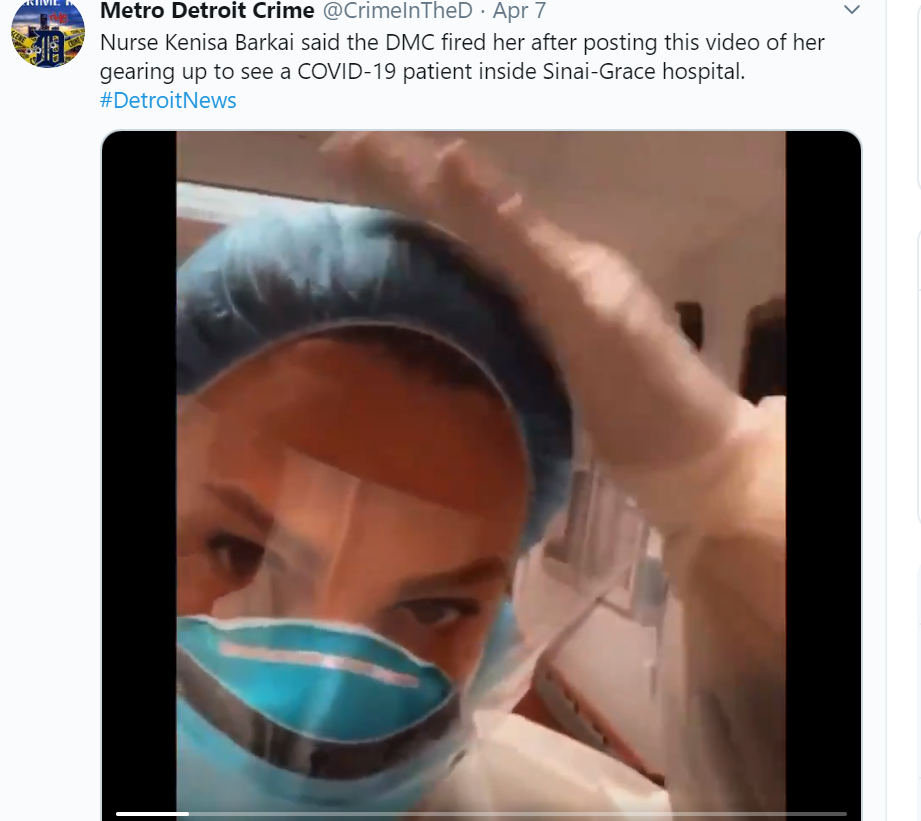 Metro Detroit Crime @CrimeInTheD · Apr 7
Nurse Kenisa Barkai said the DMC fired her after posting this video of her
gearing up to see a COVID-19 patient inside Sinai-Grace hospital.
#DetroitNews